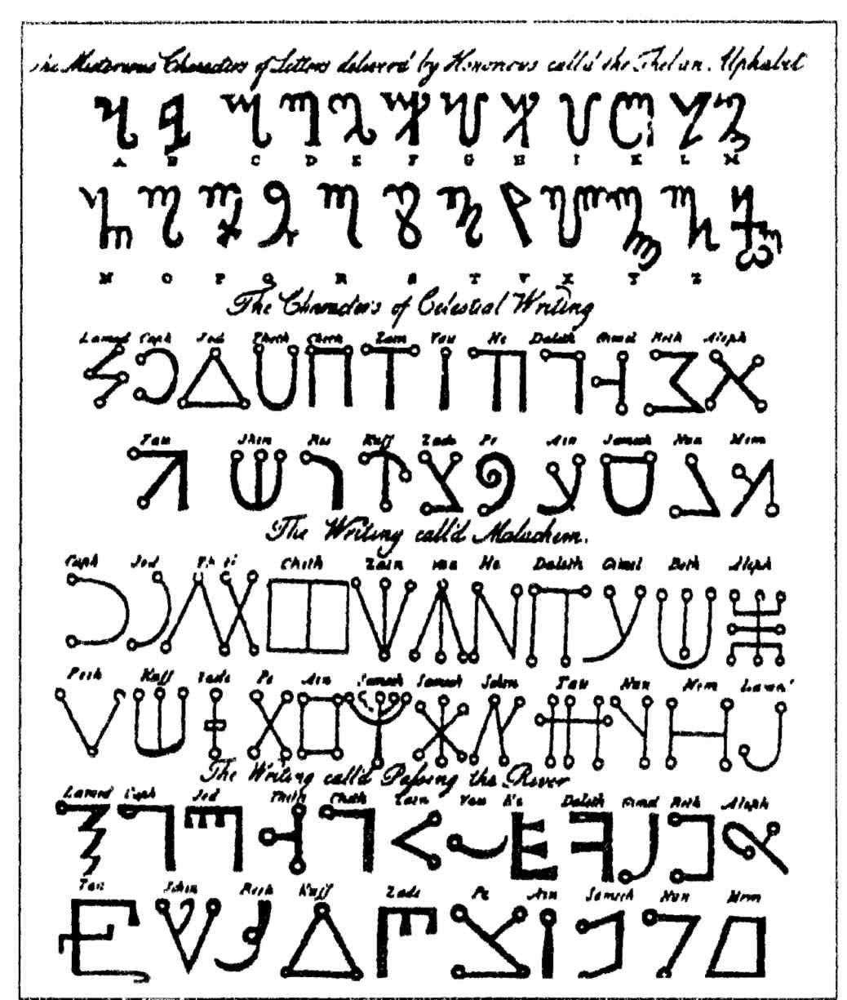 The Misterious Characters of Letters deliver'd by Honorious call'd the Theban Alphabet
A B C D E F G H I K L M
N O P Q R S T V X Y Z
The Characters of Celestial Writing
Lamed Caph Jod Theth Cheth Zain Vau He Daleth Gimel Beth Aleph
Tau Shin Res Kuff Zade Pe Ain Samech Nun Mem
The Writing call'd Malachem.
Caph Jod Cheth Zain Vau He Daleth Gimel Beth Aleph
Resh Kuff Zade Pe Ain Samech Samech Schin Tau Nun Mem
The Writing call'd Passing the River
Lamed Caph Jod Theth Cheth Zain Vau He Daleth Gimel Beth Aleph
Tau Schin Resh Kuff Zade Pe Ain Samech Nun Mem